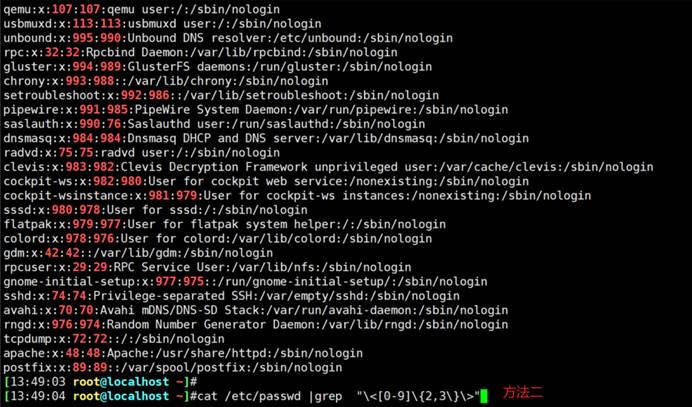 qemu:x:107:107:qemu user:/:/sbin/nologin
usbmuxd:x:113:113:usbmuxd user:/:/sbin/nologin
unbound:x:995:990:Unbound DNS resolver:/etc/unbound:/sbin/nologin
rpc:x:32:32:Rpcbind Daemon:/var/lib/rpcbind:/sbin/nologin
gluster:x:994:989:GlusterFS daemons:/run/gluster:/sbin/nologin
chrony:x:993:988::/var/lib/chrony:/sbin/nologin
setroubleshoot:x:992:986::/var/lib/setroubleshoot:/sbin/nologin
pipewire:x:991:985:PipeWire System Daemon:/var/run/pipewire:/sbin/nologin
saslauth:x:990:76:Saslauthd user:/run/saslauthd:/sbin/nologin
dnsmasq:x:984:984:Dnsmasq DHCP and DNS server:/var/lib/dnsmasq:/sbin/nologin
radvd:x:75:75:radvd user:/:/sbin/nologin
clevis:x:983:982:Clevis Decryption Framework unprivileged user:/var/cache/clevis:/sbin/nologin
cockpit-ws:x:982:980:User for cockpit web service:/nonexisting:/sbin/nologin
cockpit-wsinstance:x:981:979:User for cockpit-ws instances:/nonexisting:/sbin/nologin
sssd:x:980:978:User for sssd:/:/sbin/nologin
flatpak:x:979:977:User for flatpak system helper:/:/sbin/nologin
colord:x:978:976:User for colord:/var/lib/colord:/sbin/nologin
gdm:x:42:42::/var/lib/gdm:/sbin/nologin
rpcuser:x:29:29:RPC Service User:/var/lib/nfs:/sbin/nologin
gnome-initial-setup:x:977:975::/run/gnome-initial-setup/:/sbin/nologin
sshd:x:74:74:Privilege-separated SSH:/var/empty/sshd:/sbin/nologin
avahi:x:70:70:Avahi mDNS/DNS-SD Stack:/var/run/avahi-daemon:/sbin/nologin
rngd:x:976:974:Random Number Generator Daemon:/var/lib/rngd:/sbin/nologin
tcpdump:x:72:72::/:/sbin/nologin
apache:x:48:48:Apache:/usr/share/httpd:/sbin/nologin
postfix:x:89:89::/var/spool/postfix:/sbin/nologin
[13:49:03 root@localhost ~]#
[13:49:04 root@localhost ~]#cat /etc/passwd |grep  "\<[0-9]\{2,3\}\>" 方法二